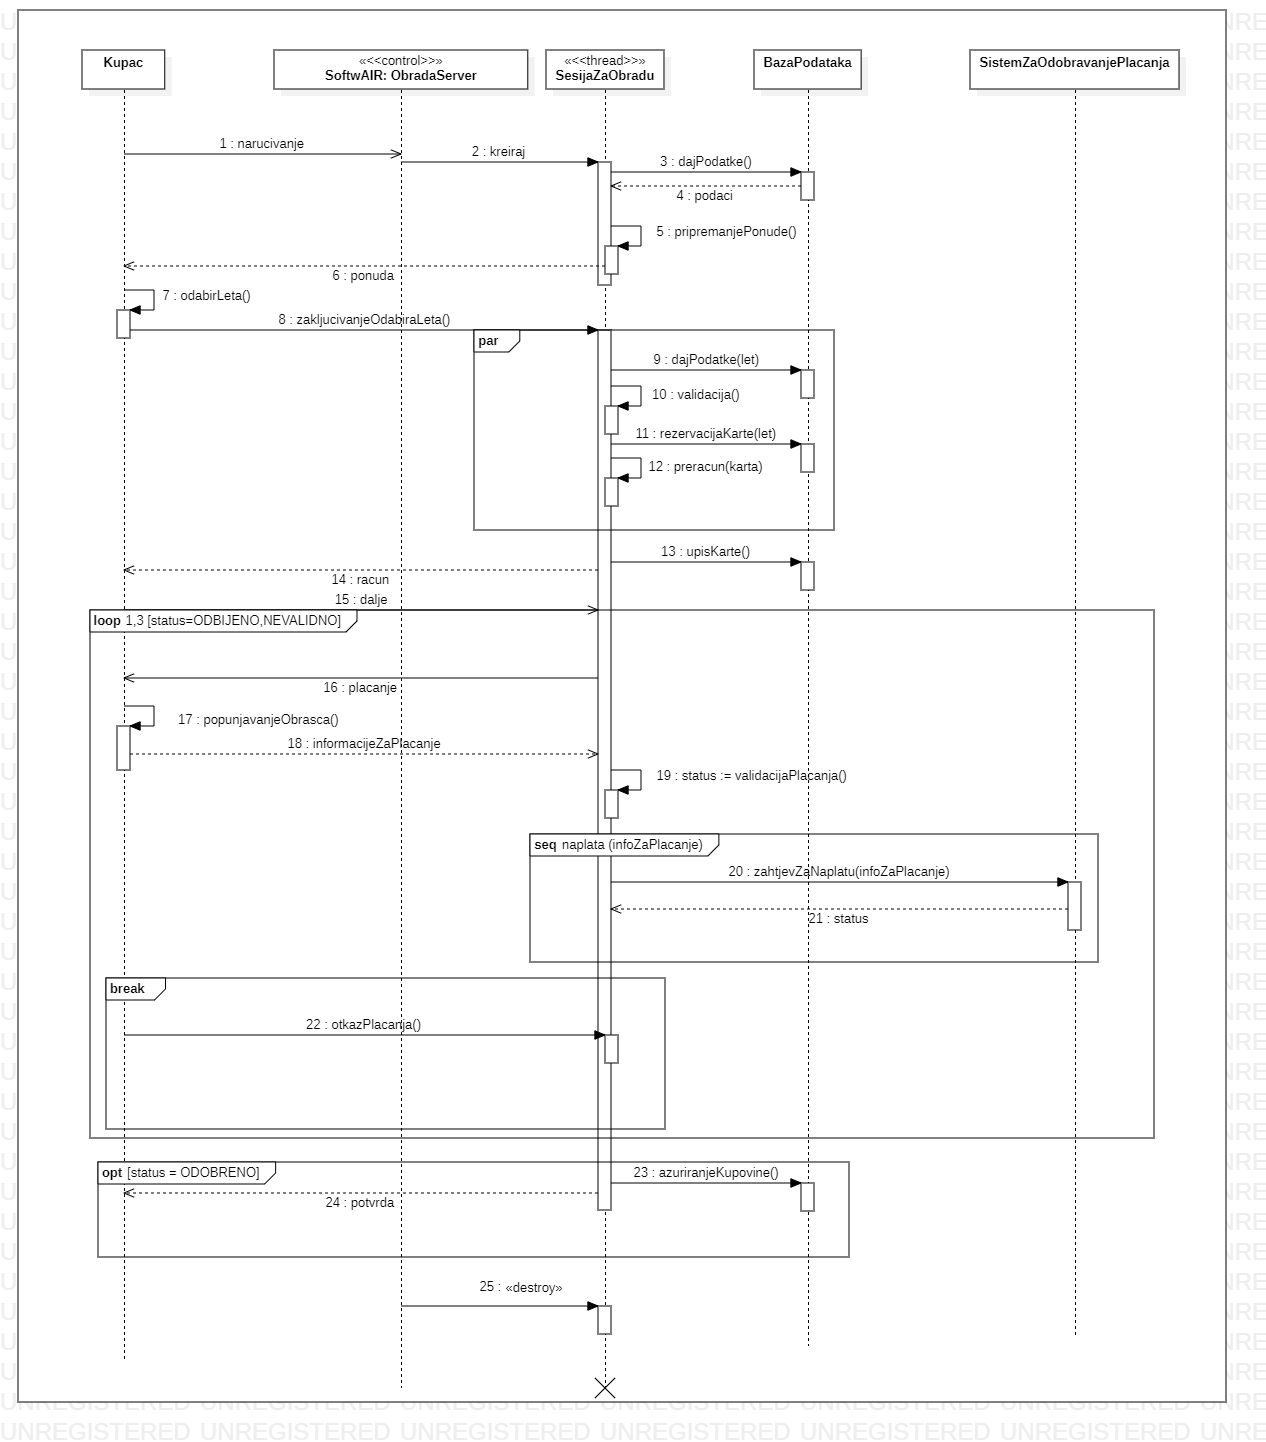 Kupac
«<<control>>»
SoftwAIR: ObradaServer
«<<thread>>»
SesijaZaObradu
BazaPodataka
SistemZaOdobravanjePlacanja
1 : narucivanje
2 : kreiraj
3 : dajPodatke()
4 : podaci
5 : pripremanjePonude()
6 : ponuda
7 : odabirLeta()
8 : zakljucivanjeOdabiraLeta()
par
9 : dajPodatke(let)
10 : validacija()
11 : rezervacijaKarte(let)
12 : preracun(karta)
13 : upisKarte()
14 : racun
15 : dalje
loop 1,3 [status=ODBIJENO,NEVALIDNO]
16 : placanje
17 : popunjavanjeObrasca()
18 : informacijeZaPlacanje
19 : status := validacijaPlacanja()
seq naplata (infoZaPlacanje)
20 : zahtjevZaNaplatu(infoZaPlacanje)
21 : status
break
22 : otkazPlacanja()
opt [status = ODOBRENO]
23 : azuriranjeKupovine()
24 : potvrda
25 : «destroy»
UNREGISTERED UNREGISTERED UNREGISTERED UNREGISTERED UNREGISTERED UNREGISTERED UNRE